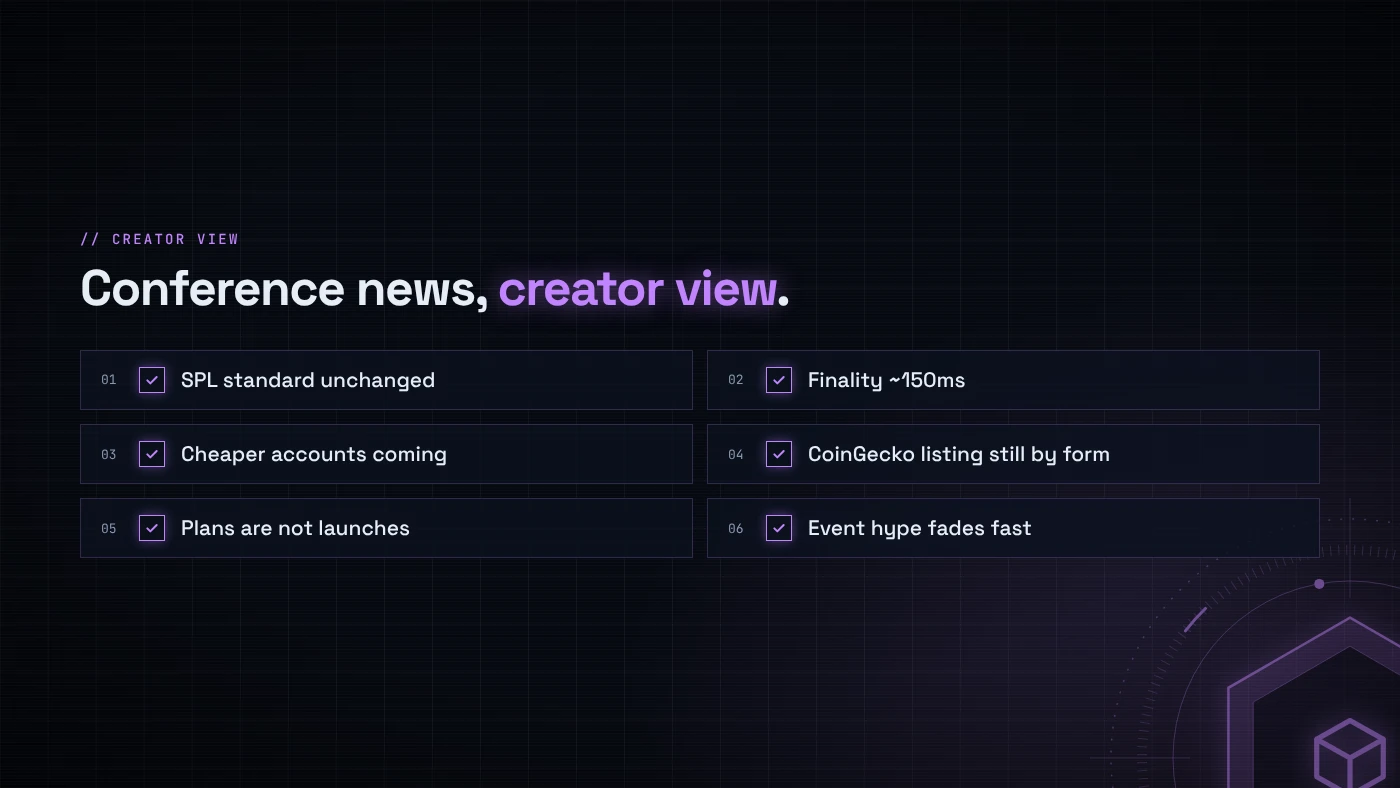 // CREATOR VIEW
Conference news, creator view.
01 SPL standard unchanged
02 Finality ~150ms
03 Cheaper accounts coming
04 CoinGecko listing still by form
05 Plans are not launches
06 Event hype fades fast